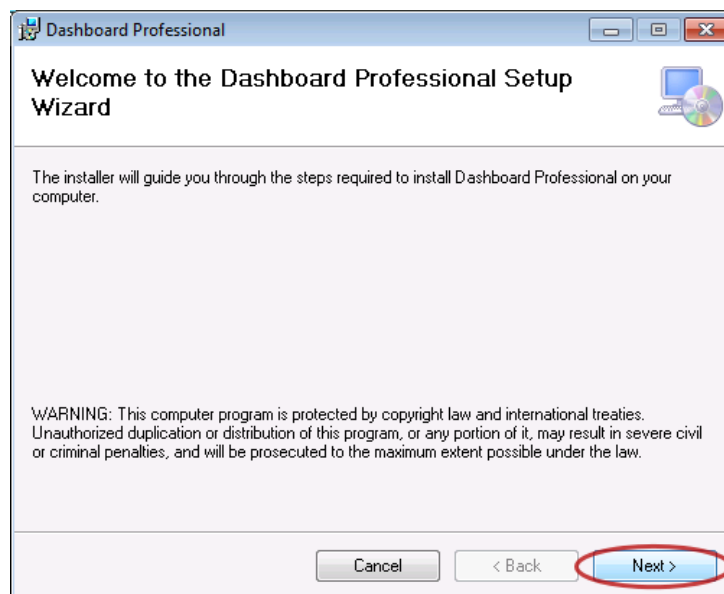 Dashboard Professional
Welcome to the Dashboard Professional Setup
Wizard
The installer will guide you through the steps required to install Dashboard Professional on your
computer.
WARNING: This computer program is protected by copyright law and international treaties.
Unauthorized duplication or distribution of this program, or any portion of it, may result in severe civil
or criminal penalties, and will be prosecuted to the maximum extent possible under the law.
Cancel
< Back
Next >